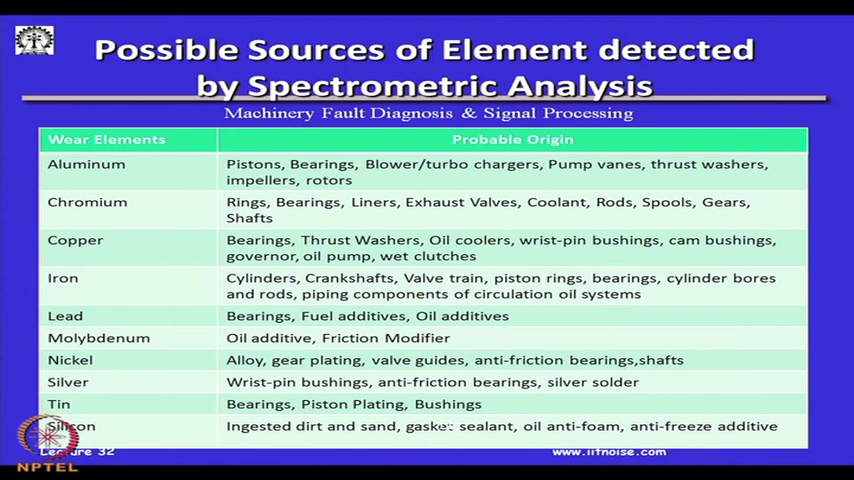 Possible Sources of Element detected
by Spectrometric Analysis
Machinery Fault Diagnosis & Signal Processing
Wear Elements Probable Origin
Aluminum Pistons, Bearings, Blower/turbo chargers, Pump vanes, thrust washers,
impellers, rotors
Chromium Rings, Bearings, Liners, Exhaust Valves, Coolant, Rods, Spools, Gears,
Shafts
Copper Bearings, Thrust Washers, Oil coolers, wrist-pin bushings, cam bushings,
governor, oil pump, wet clutches
Iron Cylinders, Crankshafts, Valve train, piston rings, bearings, cylinder bores
and rods, piping components of circulation oil systems
Lead Bearings, Fuel additives, Oil additives
Molybdenum Oil additive, Friction Modifier
Nickel Alloy, gear plating, valve guides, anti-friction bearings,shafts
Silver Wrist-pin bushings, anti-friction bearings, silver solder
Tin Bearings, Piston Plating, Bushings
Silicon Ingested dirt and sand, gasket sealant, oil anti-foam, anti-freeze additive
Lecture 32 www.iitnoise.com
NPTEL